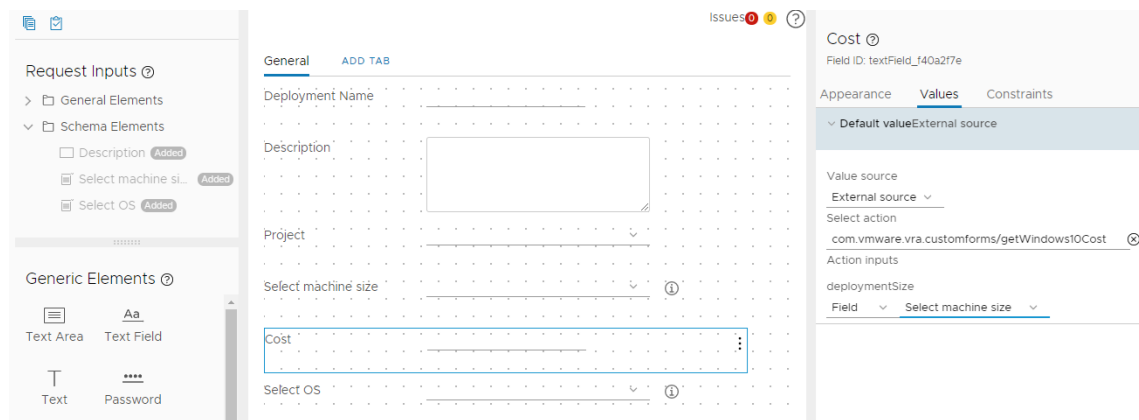 Issues 0 0
Request Inputs
General Elements
Schema Elements
Description Added
Select machine si... Added
Select OS Added
Generic Elements
Aa
Text Area Text Field
T
Text Password
General ADD TAB
Deployment Name
Description
Project
Select machine size
Cost
Select OS
Cost
Field ID: textField_f40a2f7e
Appearance Values Constraints
Default valueExternal source
Value source
External source
Select action
com.vmware.vra.customforms/getWindows10Cost
Action inputs
deploymentSize
Field Select machine size